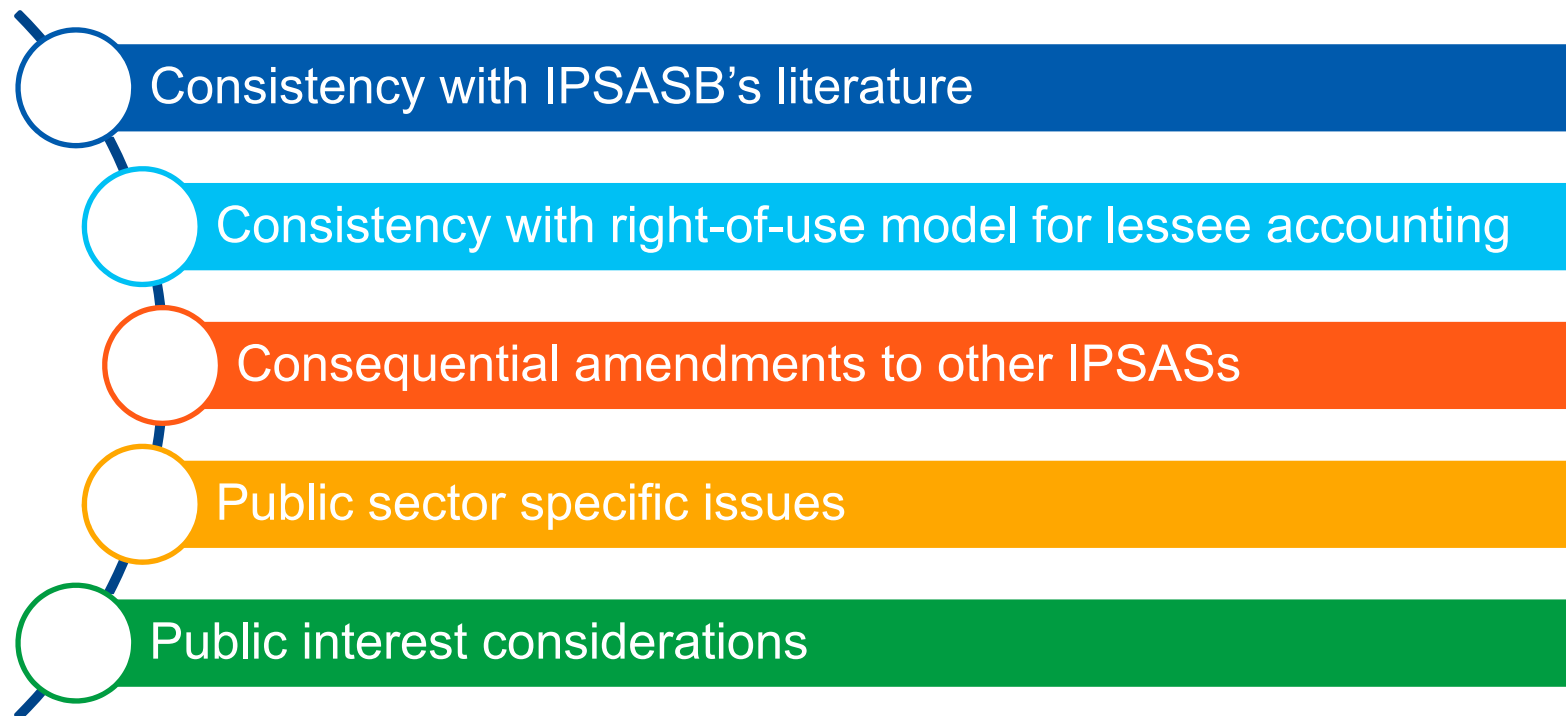 Consistency with IPSASB’s literature
Consistency with right-of-use model for lessee accounting
Consequential amendments to other IPSASs
Public sector specific issues
Public interest considerations